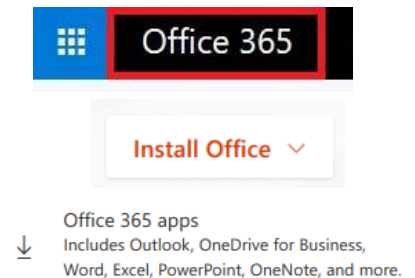 Office 365
Install Office
Office 365 apps
Includes Outlook, OneDrive for Business,
Word, Excel, PowerPoint, OneNote, and more.